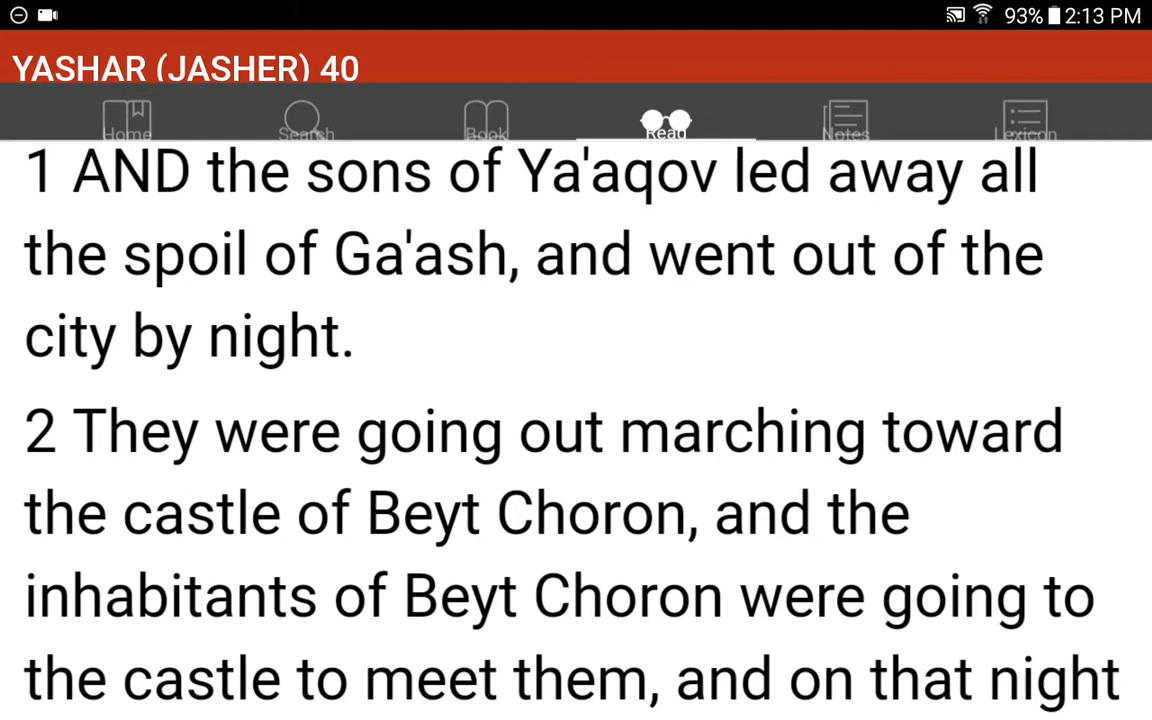 93% 2:13 PM
YASHAR (JASHER) 40
Home Search Book Read Notes Lexicon
1 AND the sons of Ya'aqov led away all
the spoil of Ga'ash, and went out of the
city by night.
2 They were going out marching toward
the castle of Beyt Choron, and the
inhabitants of Beyt Choron were going to
the castle to meet them, and on that night